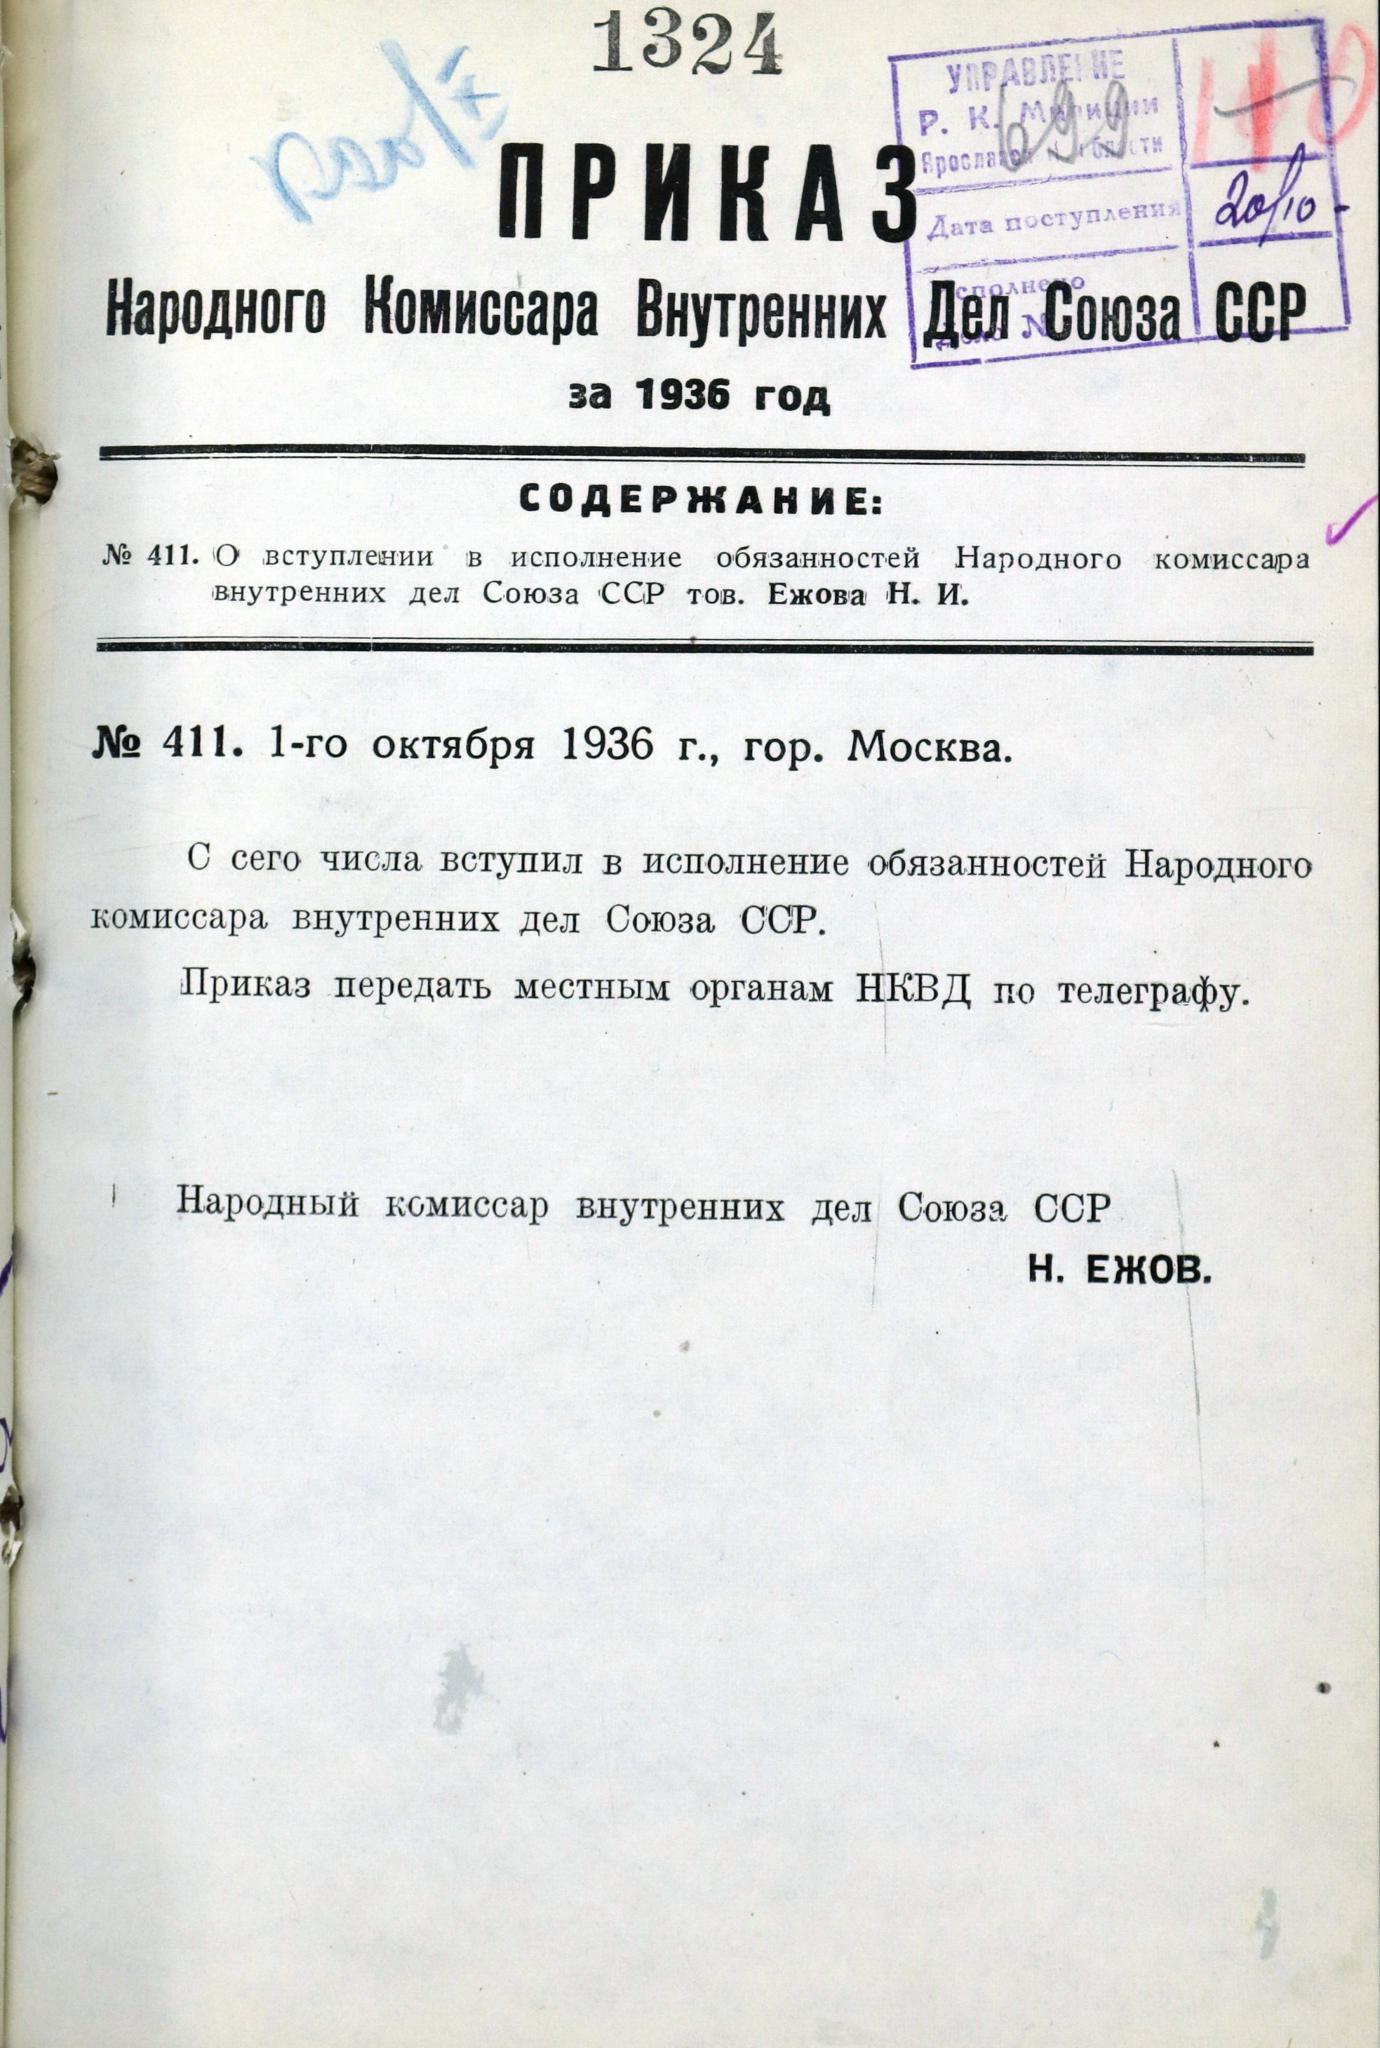 1324
УПРАВЛЕНИЕ
Р. К. Милиции
699
Дата поступления
20/10
ПРИКАЗ
Народного Комиссара Внутренних Дел Союза ССР
за 1936 год
СОДЕРЖАНИЕ:
№ 411. О вступлении в исполнение обязанностей Народного комиссара
внутренних дел Союза ССР тов. Ежова Н. И.
№ 411. 1-го октября 1936 г., гор. Москва.
С сего числа вступил в исполнение обязанностей Народного
комиссара внутренних дел Союза ССР.
Приказ передать местным органам НКВД по телеграфу.
Народный комиссар внутренних дел Союза ССР
Н. ЕЖОВ.